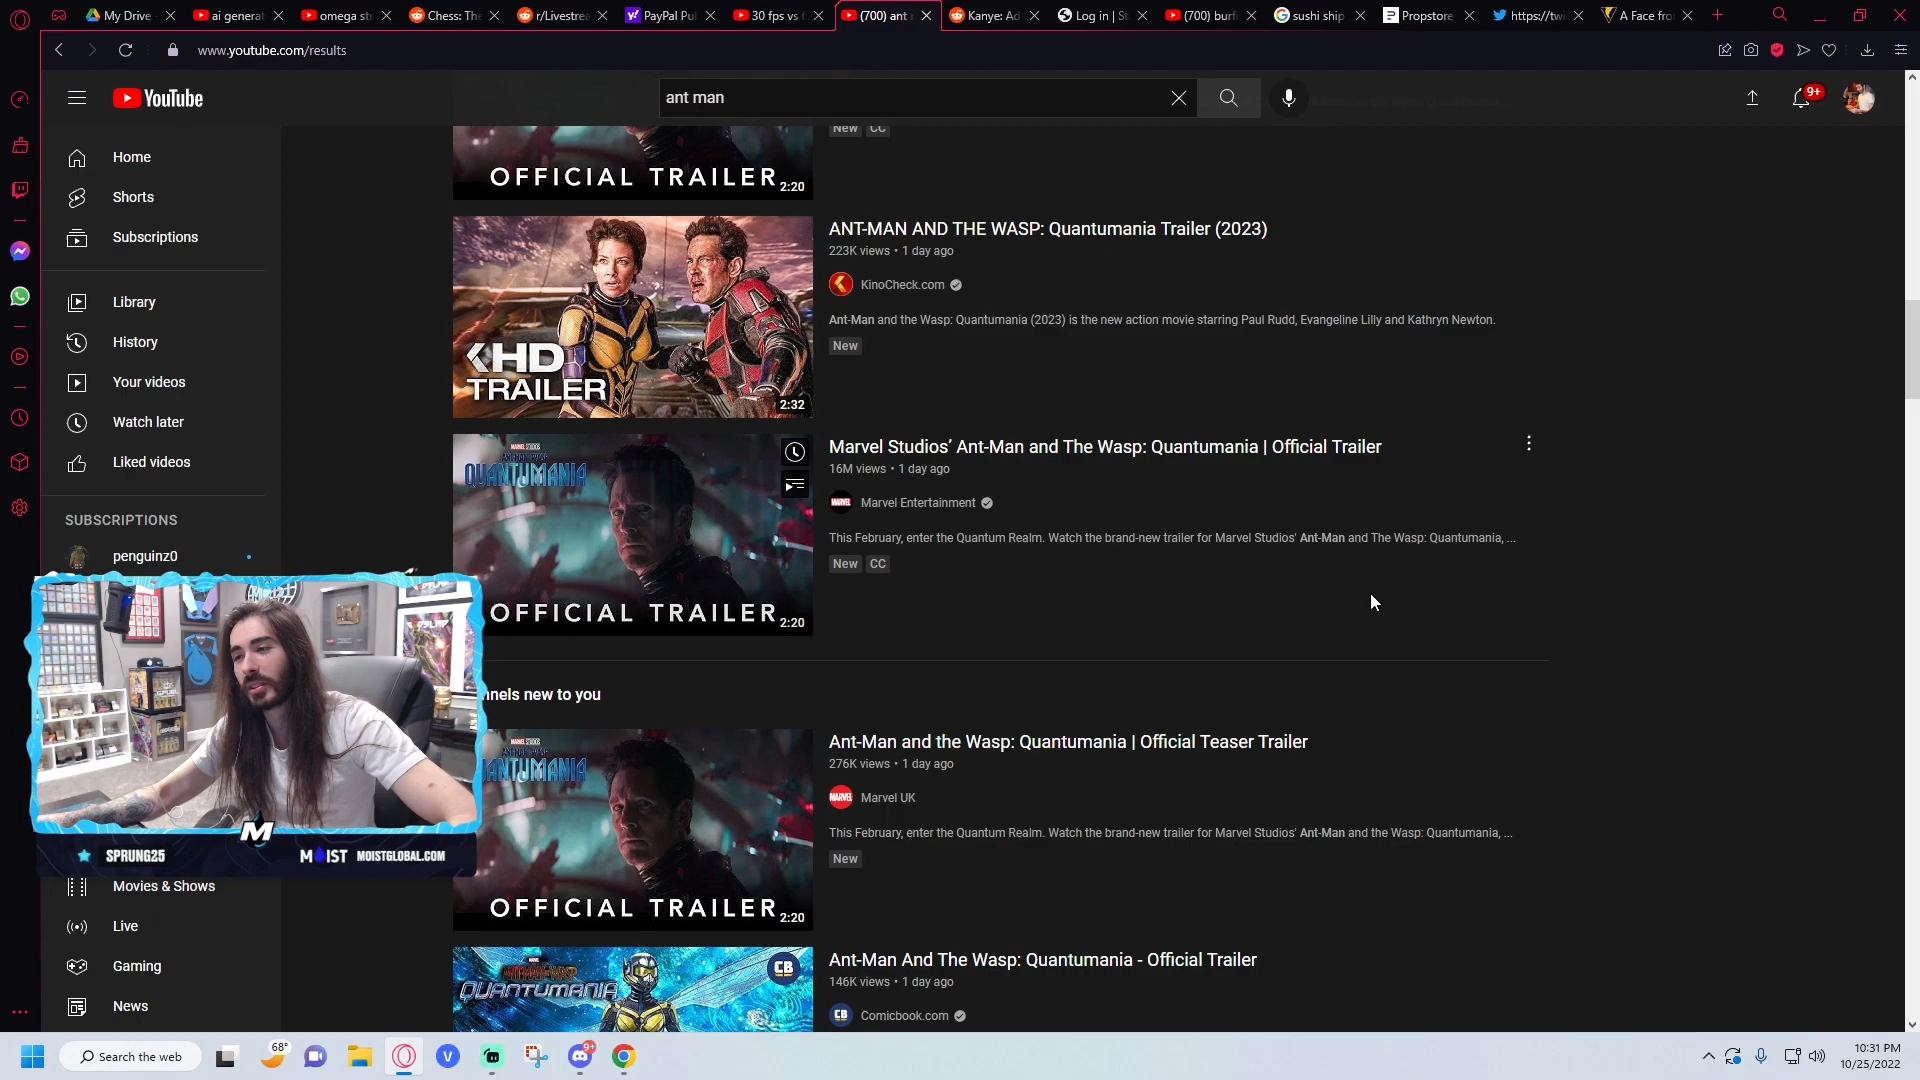 My Drive -
ai generat
omega str
Chess: The
r/Livestrea
PayPal Pu
30 fps vs
(700) ant
Kanye: Ad
Log in | St
(700) burf
sushi ship
Propstore
https://tw
A Face fro
www.youtube.com/results
YouTube
ant man
9+
Home
Shorts
Subscriptions
Library
History
Your videos
Watch later
Liked videos
SUBSCRIPTIONS
penguinz0
Movies & Shows
Live
Gaming
News
New CC
OFFICIAL TRAILER
2:20
ANT-MAN AND THE WASP: Quantumania Trailer (2023)
223K views • 1 day ago
KinoCheck.com
Ant-Man and the Wasp: Quantumania (2023) is the new action movie starring Paul Rudd, Evangeline Lilly and Kathryn Newton.
New
HD
TRAILER
2:32
Marvel Studios’ Ant-Man and The Wasp: Quantumania | Official Trailer
16M views • 1 day ago
MARVEL Marvel Entertainment
This February, enter the Quantum Realm. Watch the brand-new trailer for Marvel Studios' Ant-Man and The Wasp: Quantumania, ...
New CC
QUANTUMANIA
OFFICIAL TRAILER
2:20
nnels new to you
Ant-Man and the Wasp: Quantumania | Official Teaser Trailer
276K views • 1 day ago
MARVEL Marvel UK
This February, enter the Quantum Realm. Watch the brand-new trailer for Marvel Studios' Ant-Man and the Wasp: Quantumania, ...
New
ANTUMANIA
OFFICIAL TRAILER
2:20
Ant-Man And The Wasp: Quantumania - Official Trailer
146K views • 1 day ago
CB Comicbook.com
CB
QUANTUMANIA
M
SPRUNG25
MOIST MOISTGLOBAL.COM
Search the web
68°
V
9+
10:31 PM
10/25/2022